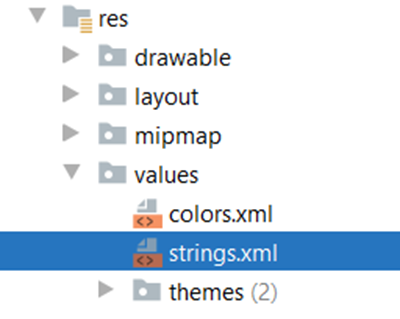 res
drawable
layout
mipmap
values
colors.xml
strings.xml
themes (2)